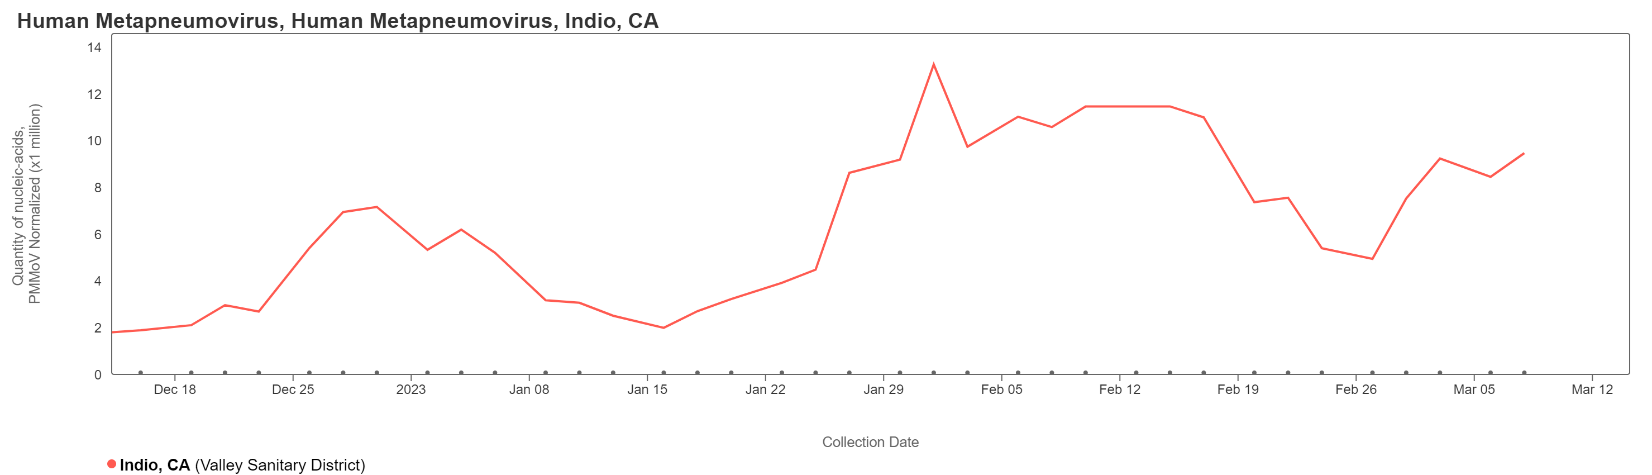 Human Metapneumovirus, Human Metapneumovirus, Indio, CA
Quantity of nucleic-acids,
PMMoV Normalized (x1 million)
14
12
10
8
6
4
2
0
Dec 18 Dec 25 2023 Jan 08 Jan 15 Jan 22 Jan 29 Feb 05 Feb 12 Feb 19 Feb 26 Mar 05 Mar 12
Collection Date
Indio, CA (Valley Sanitary District)